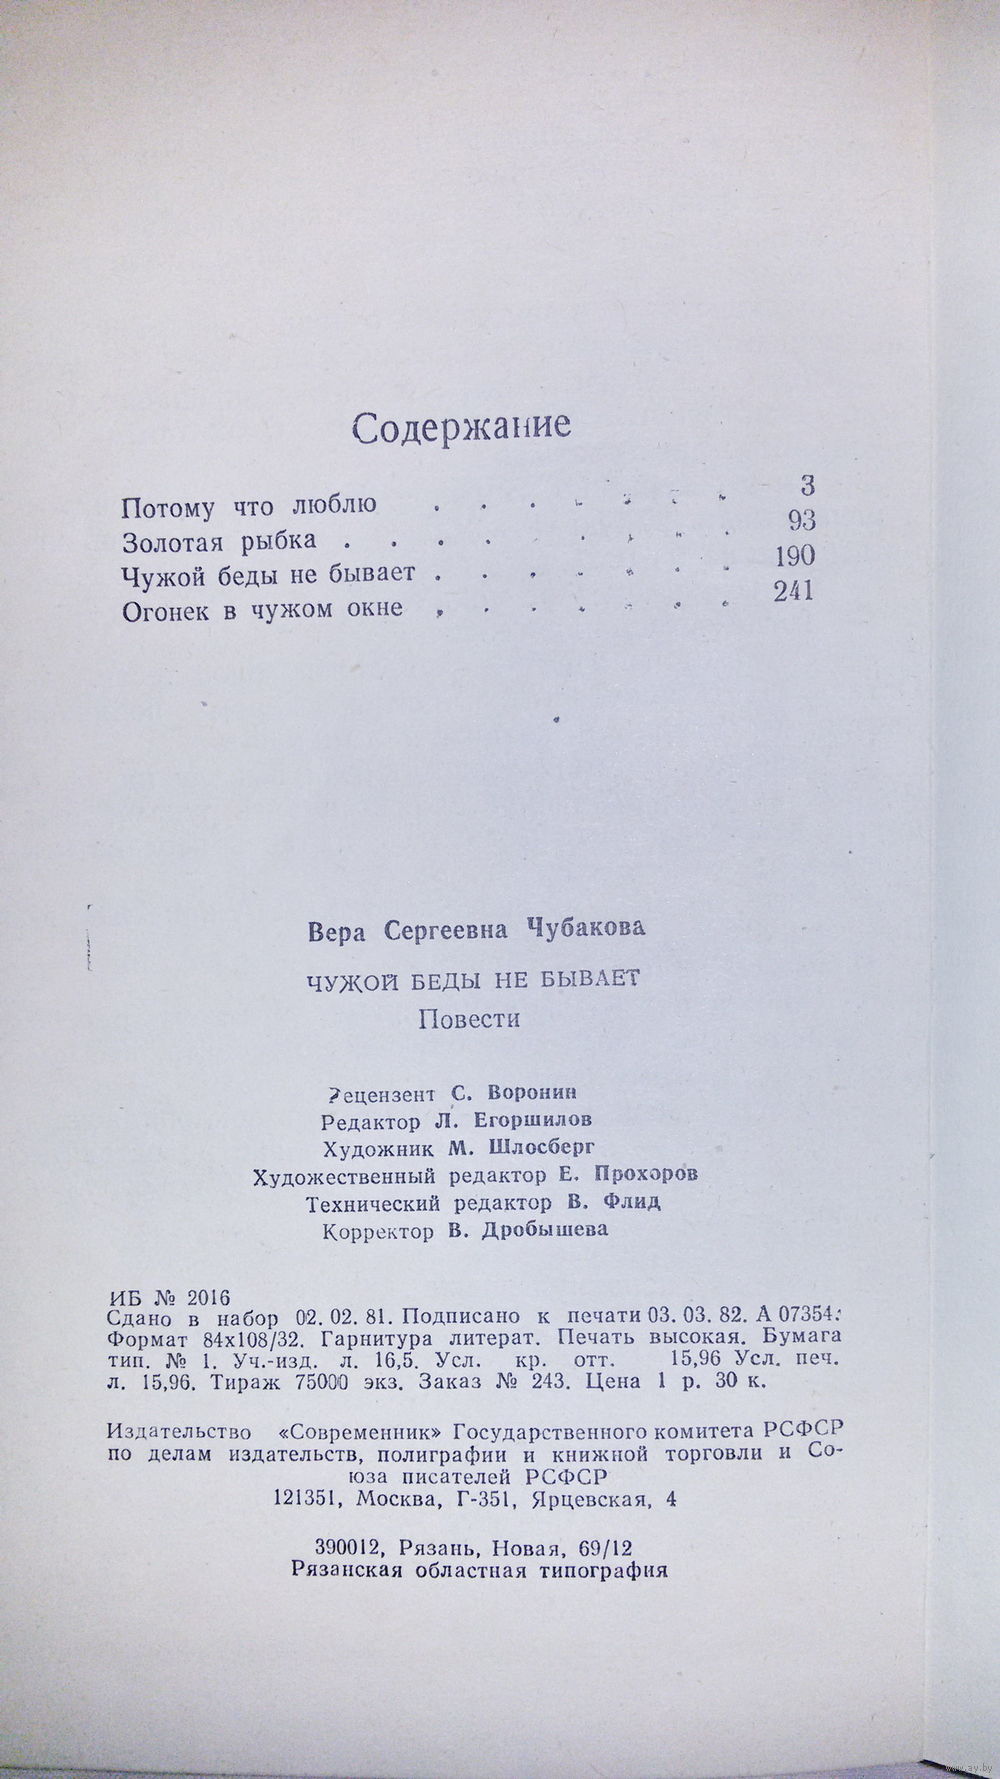 Содержание
Потому что люблю . . . . . . . 3
Золотая рыбка . . . . . . . . . 93
Чужой беды не бывает . . . . . . . 190
Огонек в чужом окне . . . . . . . 241
Вера Сергеевна Чубакова
ЧУЖОЙ БЕДЫ НЕ БЫВАЕТ
Повести
Рецензент С. Воронин
Редактор Л. Егоршилов
Художник М. Шлосберг
Художественный редактор Е. Прохоров
Технический редактор В. Флид
Корректор В. Дробышева
ИБ № 2016
Сдано в набор 02. 02. 81. Подписано к печати 03. 03. 82. А 07354.
Формат 84х108/32. Гарнитура литерат. Печать высокая. Бумага
тип. № 1. Уч.-изд. л. 16,5. Усл. кр. отт. 15,96 Усл. печ.
л. 15,96. Тираж 75000 экз. Заказ № 243. Цена 1 р. 30 к.
Издательство «Современник» Государственного комитета РСФСР
по делам издательств, полиграфии и книжной торговли и Со-
юза писателей РСФСР
121351, Москва, Г-351, Ярцевская, 4
390012, Рязань, Новая, 69/12
Рязанская областная типография
www.ay.by